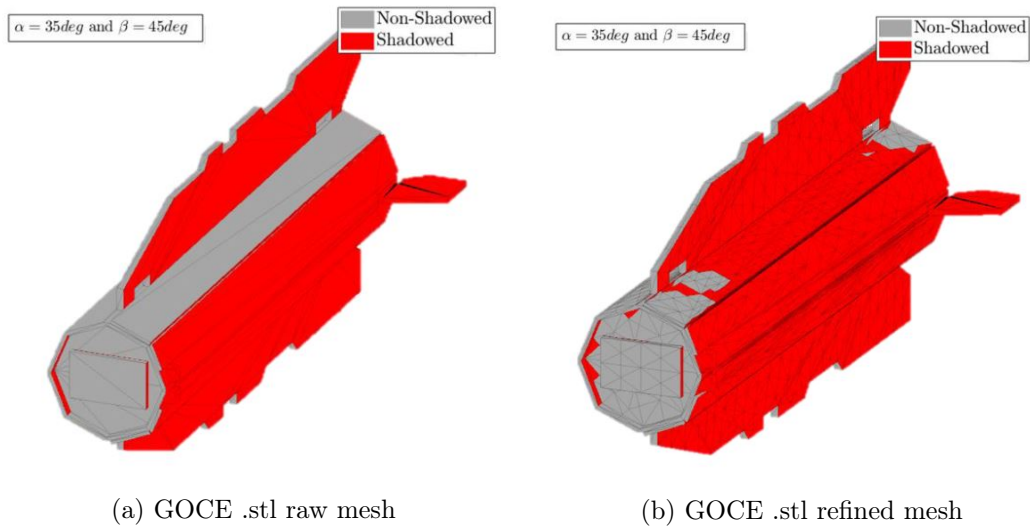 α = 35deg and β = 45deg
Non-Shadowed
Shadowed
α = 35deg and β = 45deg
Non-Shadowed
Shadowed
(a) GOCE .stl raw mesh
(b) GOCE .stl refined mesh